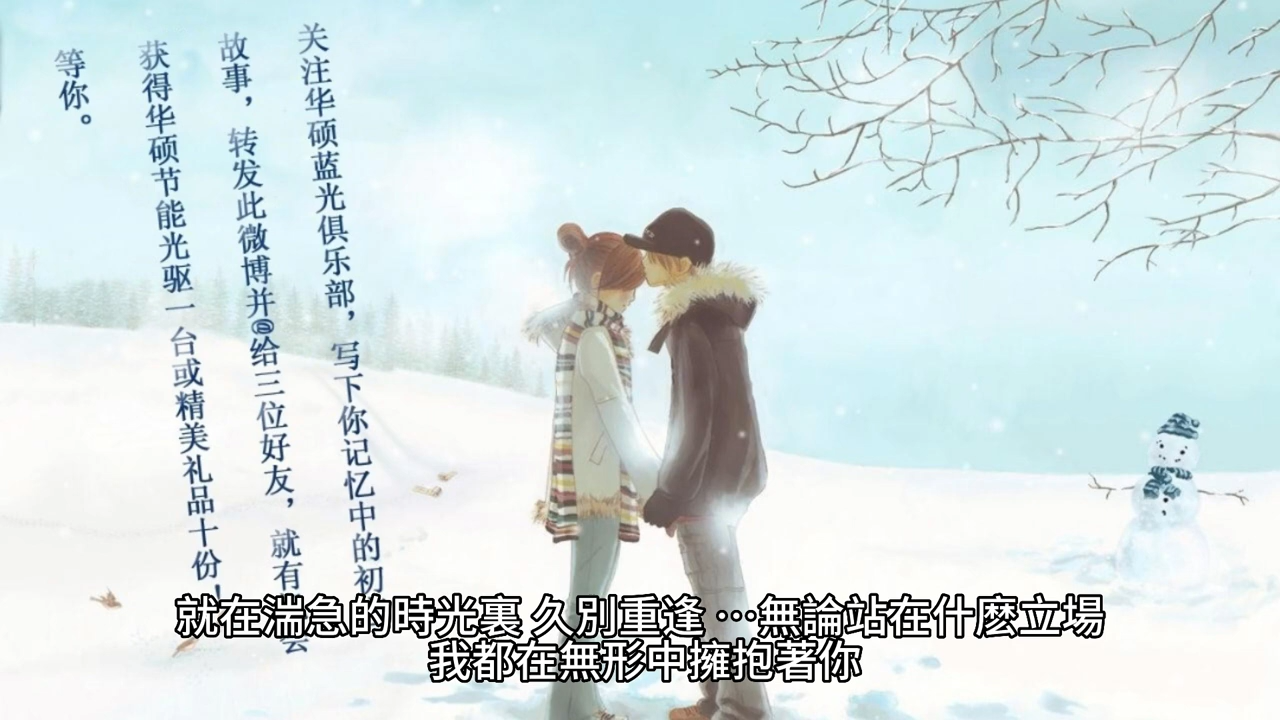 关注华硕蓝光俱乐部，写下你记忆中的初
故事，转发此微博并@给三位好友，就有 会
获得华硕节能光驱一台或精美礼品十份！
等你。
就在湍急的時光裏 久別重逢 …無論站在什麽立場
我都在無形中擁抱著你